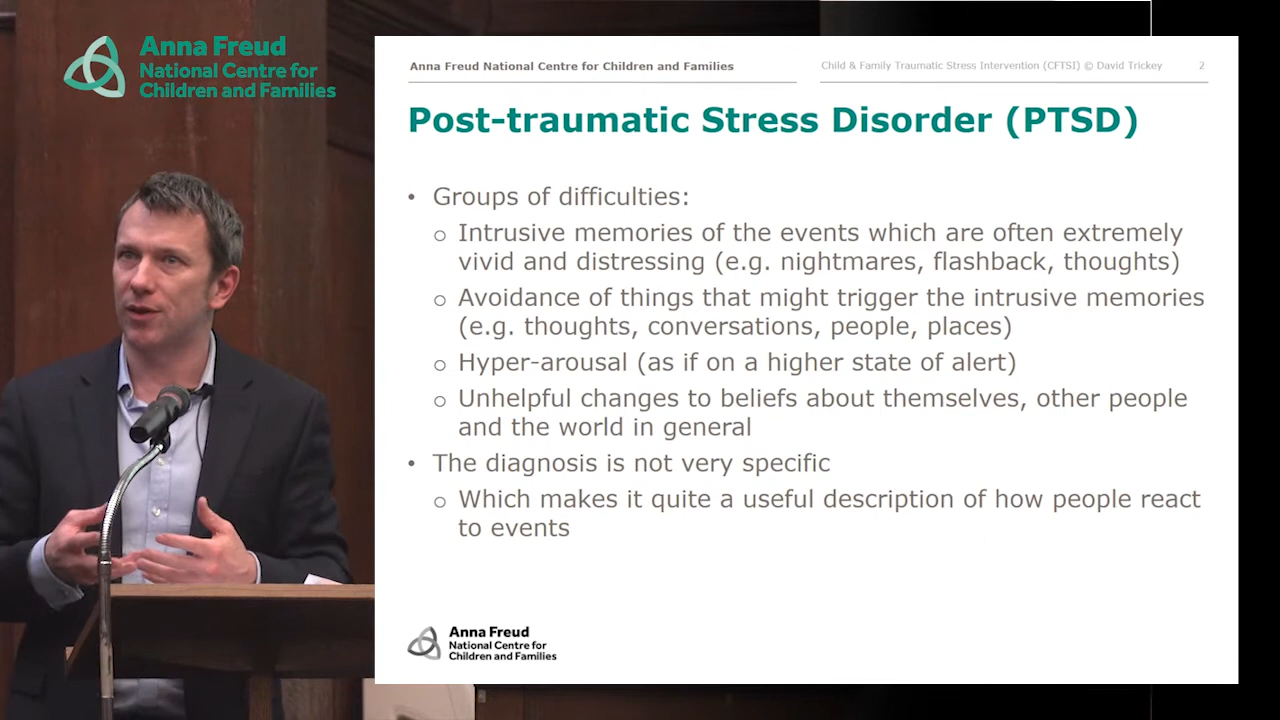 Anna Freud
National Centre for
Children and Families
Anna Freud National Centre for Children and Families
Child & Family Traumatic Stress Intervention (CFTSI) © David Trickey 2
Post-traumatic Stress Disorder (PTSD)
• Groups of difficulties:
o Intrusive memories of the events which are often extremely
vivid and distressing (e.g. nightmares, flashback, thoughts)
o Avoidance of things that might trigger the intrusive memories
(e.g. thoughts, conversations, people, places)
o Hyper-arousal (as if on a higher state of alert)
o Unhelpful changes to beliefs about themselves, other people
and the world in general
• The diagnosis is not very specific
o Which makes it quite a useful description of how people react
to events
Anna Freud
National Centre for
Children and Families